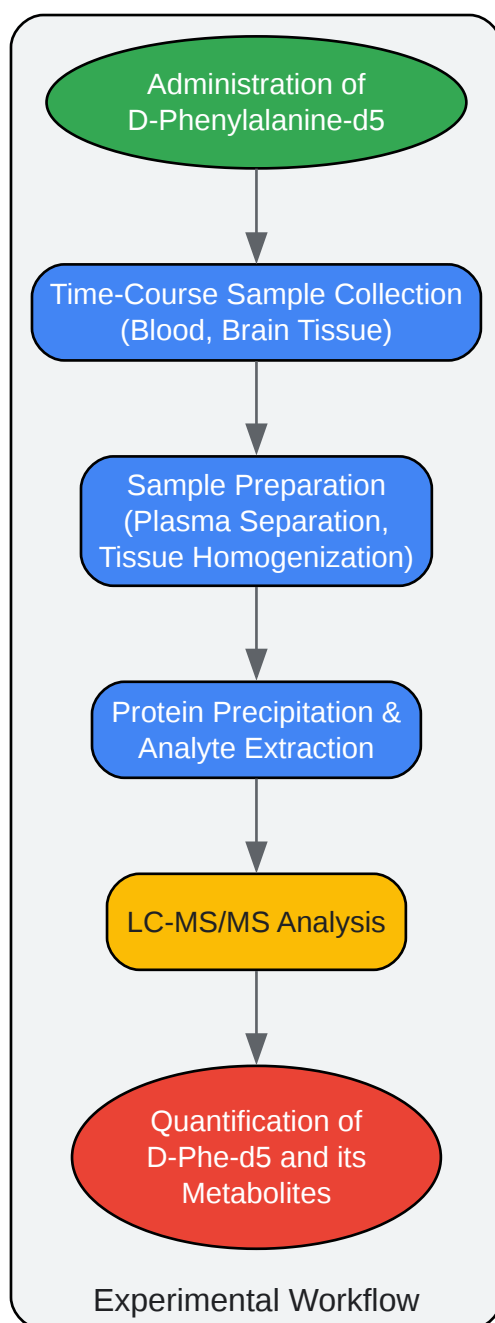 Administration of
D-Phenylalanine-d5
Time-Course Sample Collection
(Blood, Brain Tissue)
Sample Preparation
(Plasma Separation,
Tissue Homogenization)
Protein Precipitation &
Analyte Extraction
LC-MS/MS Analysis
Quantification of
D-Phe-d5 and its
Metabolites
Experimental Workflow